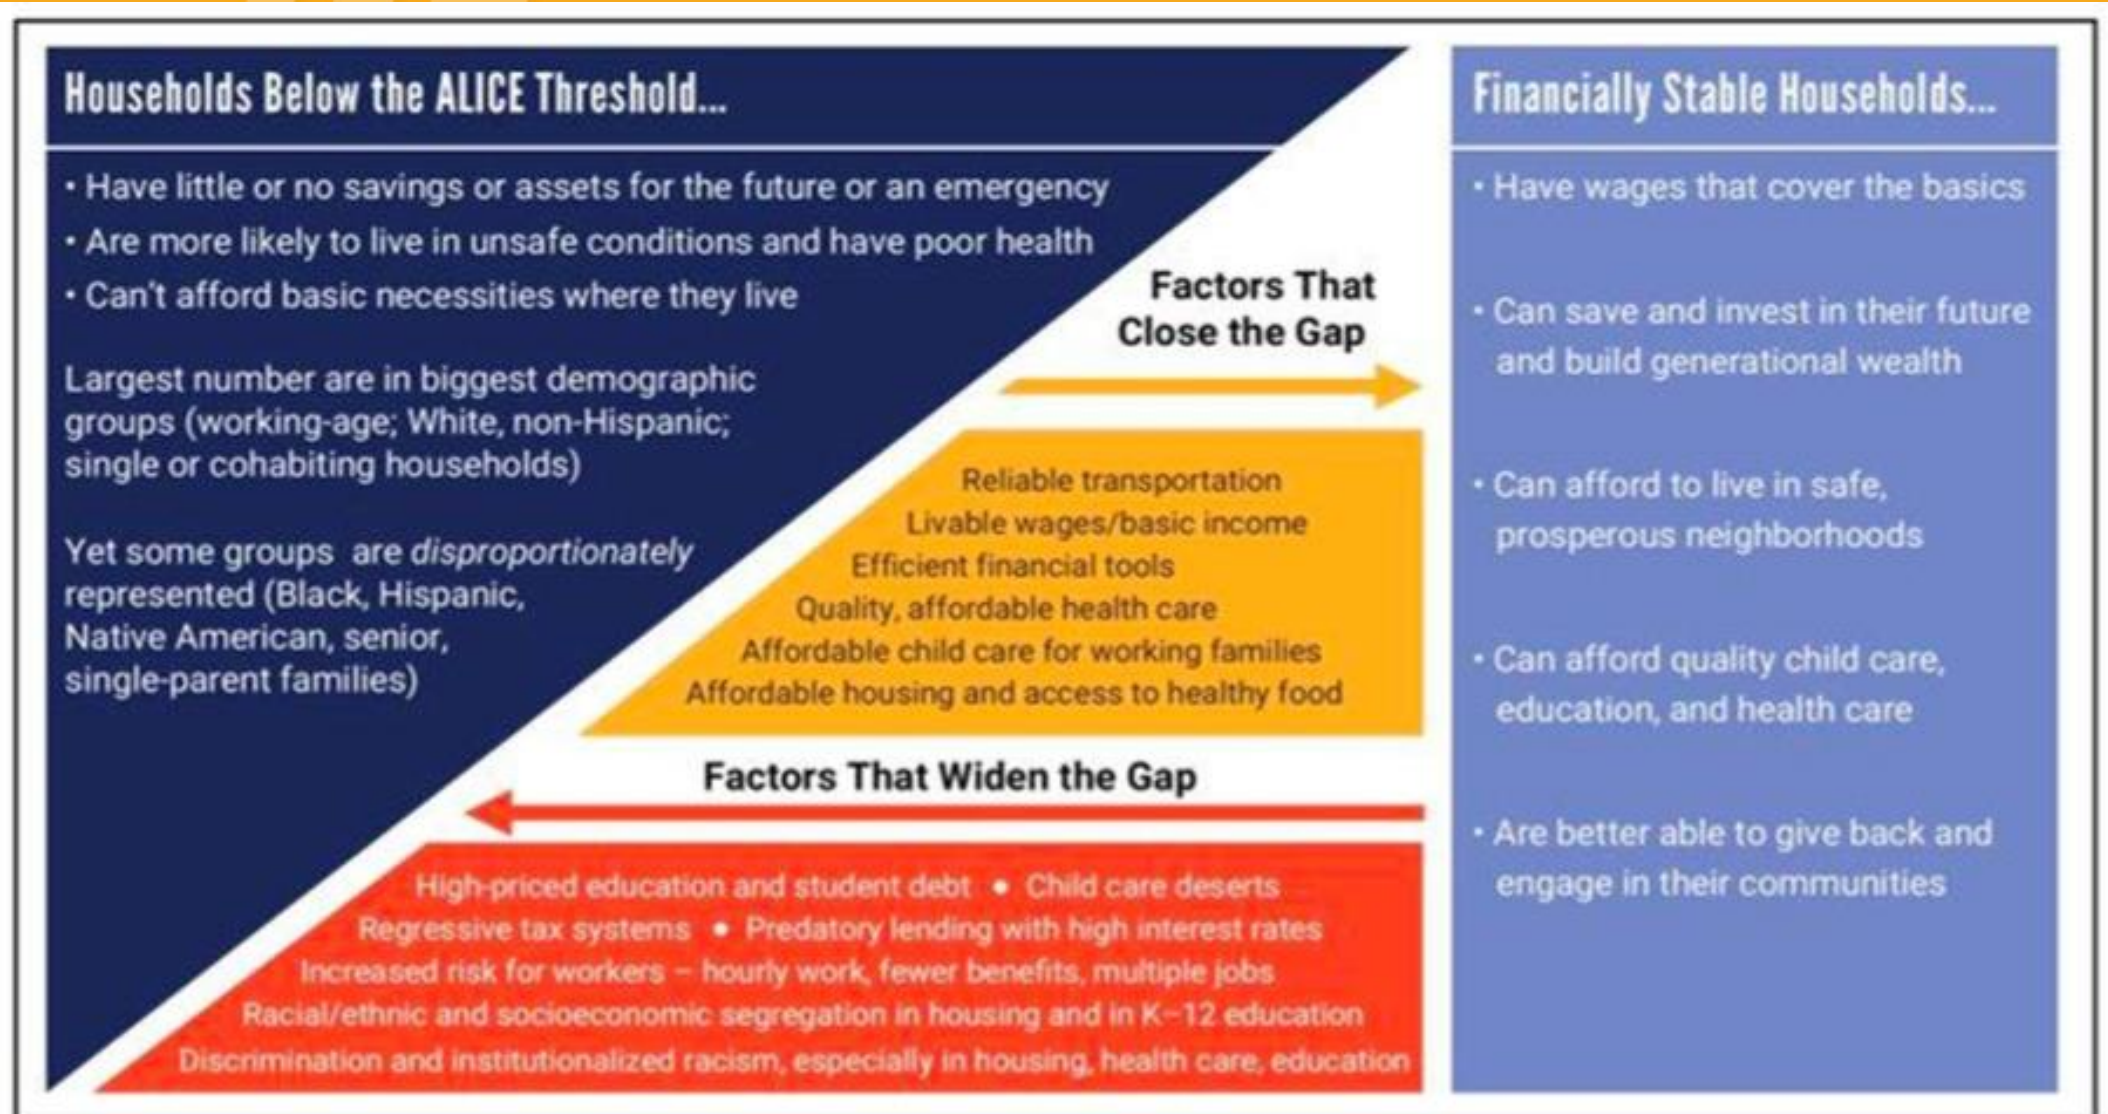 Households Below the ALICE Threshold...
• Have little or no savings or assets for the future or an emergency
• Are more likely to live in unsafe conditions and have poor health
• Can't afford basic necessities where they live
Largest number are in biggest demographic
groups (working-age; White, non-Hispanic;
single or cohabiting households)
Yet some groups are disproportionately
represented (Black, Hispanic,
Native American, senior,
single-parent families)
Factors That
Close the Gap
Reliable transportation
Livable wages/basic income
Efficient financial tools
Quality, affordable health care
Affordable child care for working families
Affordable housing and access to healthy food
Factors That Widen the Gap
High-priced education and student debt • Child care deserts
Regressive tax systems • Predatory lending with high interest rates
Increased risk for workers – hourly work, fewer benefits, multiple jobs
Racial/ethnic and socioeconomic segregation in housing and in K–12 education
Discrimination and institutionalized racism, especially in housing, health care, education
Financially Stable Households...
• Have wages that cover the basics
• Can save and invest in their future
and build generational wealth
• Can afford to live in safe,
prosperous neighborhoods
• Can afford quality child care,
education, and health care
• Are better able to give back and
engage in their communities